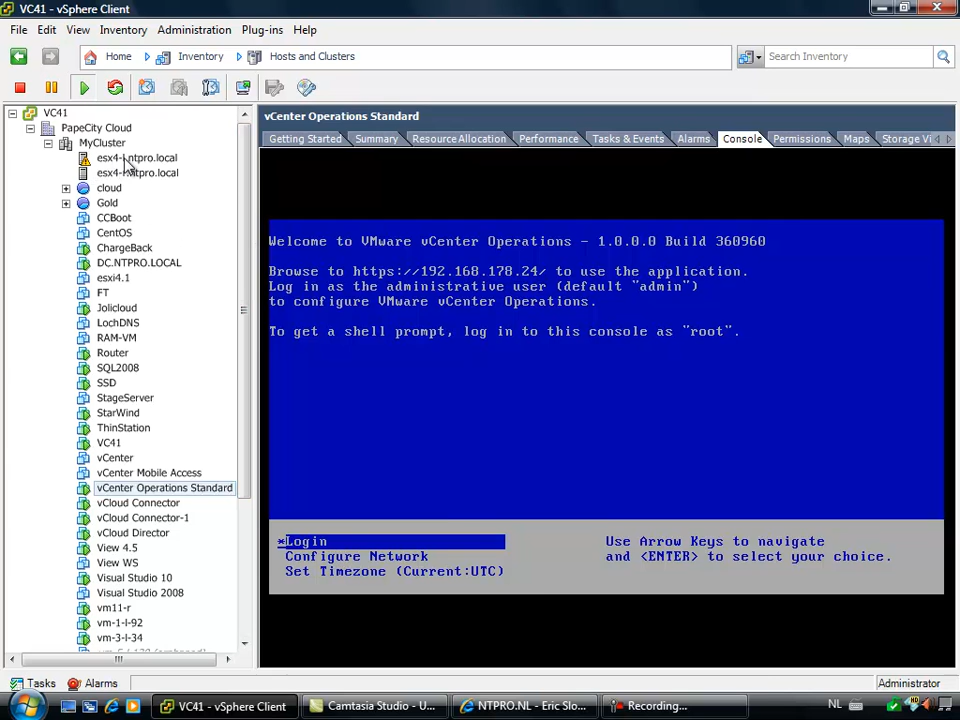 VC41 - vSphere Client
File Edit View Inventory Administration Plug-ins Help
Home Inventory Hosts and Clusters Search Inventory
VC41
PapeCity Cloud
MyCluster
ntpro.local
ntpro.local
cloud
Gold
CCBoot
CentOS
ChargeBack
DC.NTPRO.LOCAL
esxi4.1
FT
Jolicloud
LochDNS
RAM-VM
Router
SQL2008
SSD
StageServer
StarWind
ThinStation
VC41
vCenter
vCenter Mobile Access
vCenter Operations Standard
vCloud Connector
vCloud Connector-1
vCloud Director
View 4.5
View WS
Visual Studio 10
Visual Studio 2008
vm11-r
vm-1-l-92
vm-3-l-34
vCenter Operations Standard
Getting Started Summary Resource Allocation Performance Tasks & Events Alarms Console Permissions Maps Storage Vi
Welcome to VMware vCenter Operations - 1.0.0.0 Build 360960
Browse to https://192.168.178.24/ to use the application.
Log in as the administrative user (default "admin")
to configure VMware vCenter Operations.
To get a shell prompt, log in to this console as "root".
*Login
Configure Network
Set Timezone (Current:UTC)
Use Arrow Keys to navigate
and <ENTER> to select your choice.
Tasks Alarms Administrator
VC41 - vSphere Client Camtasia Studio - U... NTPRO.NL - Eric Slo... Recording... NL